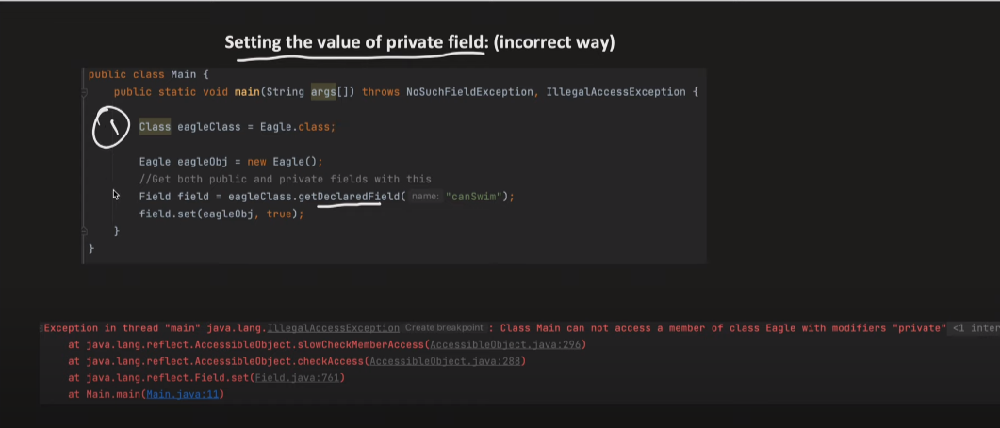 Setting the value of private field: (incorrect way)
public class Main {
public static void main(String args[]) throws NoSuchFieldException, IllegalAccessException {
Class eagleClass = Eagle.class;
Eagle eagleObj = new Eagle();
//Get both public and private fields with this
Field field = eagleClass.getDeclaredField( name: "canSwim");
field.set(eagleObj, true);
}
}
Exception in thread "main" java.lang.IllegalAccessException Create breakpoint : Class Main can not access a member of class Eagle with modifiers "private" <1 inter
at java.lang.reflect.AccessibleObject.slowCheckMemberAccess(AccessibleObject.java:296)
at java.lang.reflect.AccessibleObject.checkAccess(AccessibleObject.java:288)
at java.lang.reflect.Field.set(Field.java:761)
at Main.main(Main.java:11)